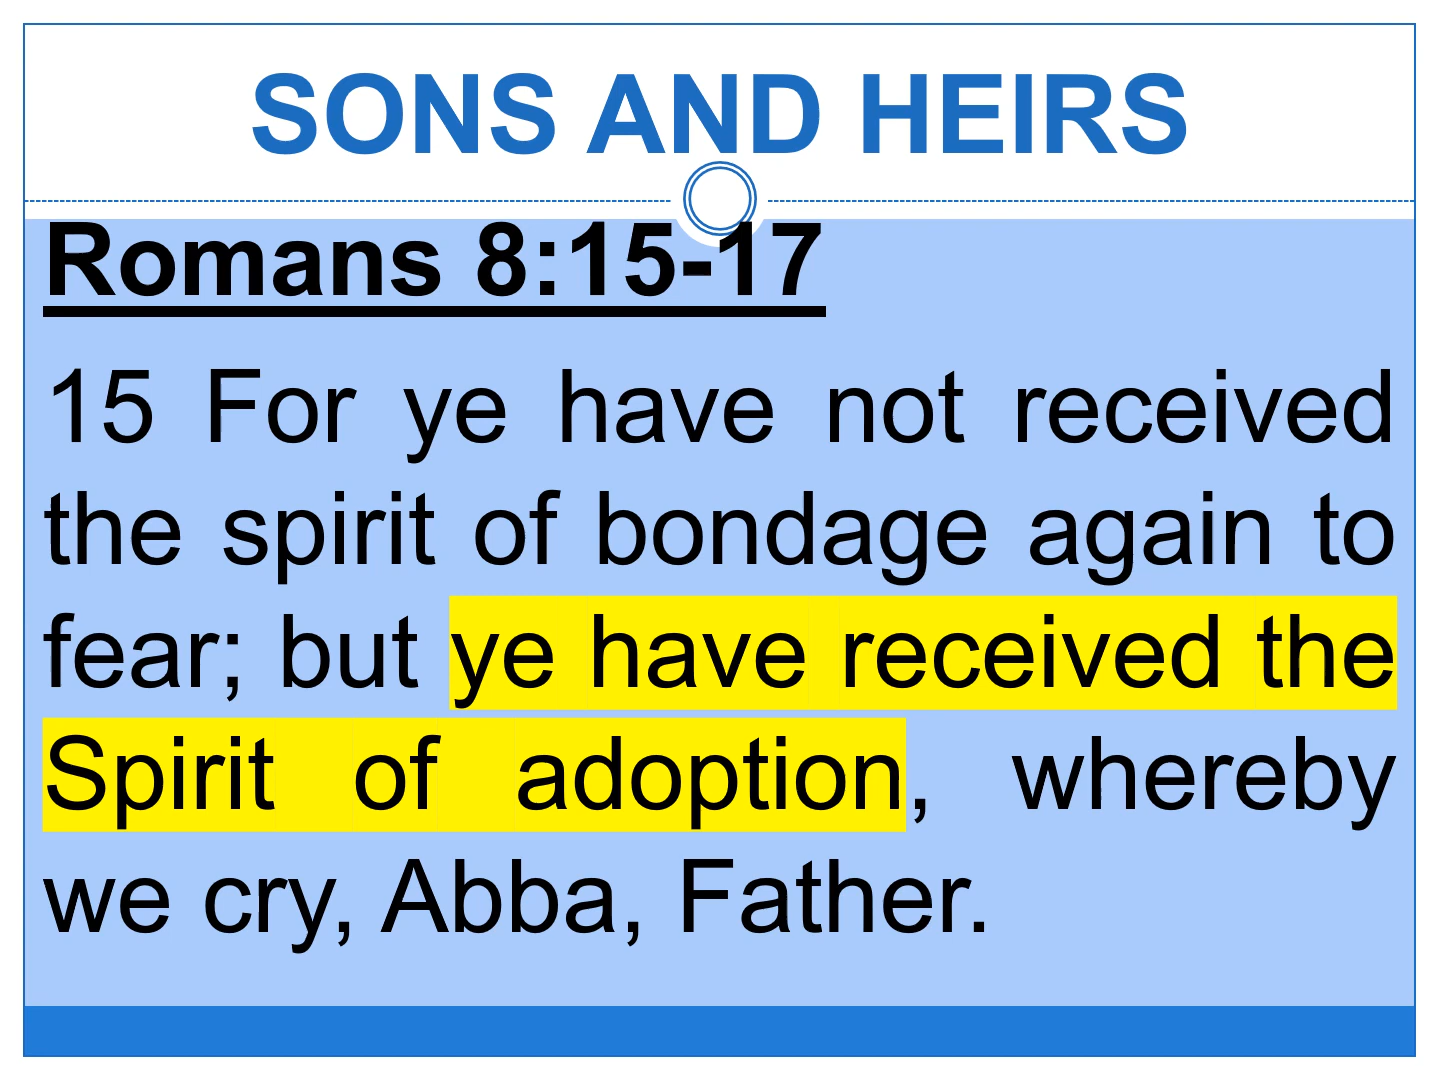 SONS AND HEIRS
Romans 8:15-17
15 For ye have not received
the spirit of bondage again to
fear; but ye have received the
Spirit of adoption, whereby
we cry, Abba, Father.